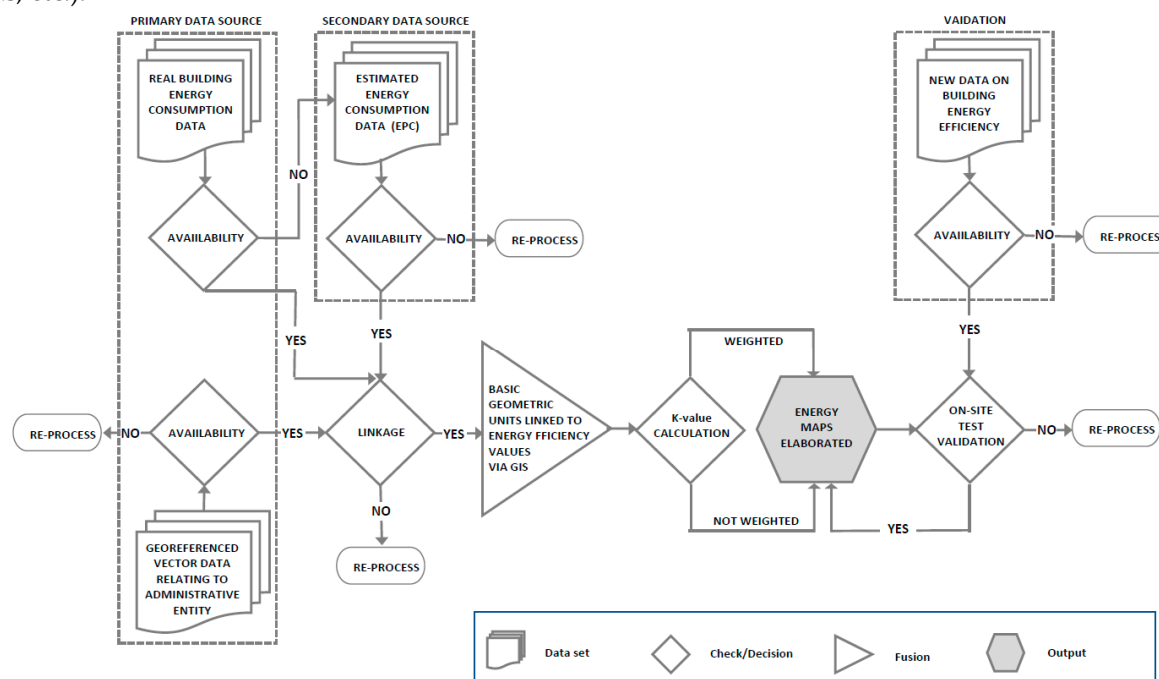 PRIMARY DATA SOURCE
SECONDARY DATA SOURCE
VAIDATION
REAL BUILDING
ENERGY
CONSUMPTION
DATA
ESTIMATED
ENERGY
CONSUMPTION
DATA (EPC)
NEW DATA ON
BUILDING
ENERGY
EFFICIENCY
NO
AVAIILABILITY
AVAIILABILITY
NO
RE-PROCESS
AVAIILABILITY
NO
RE-PROCESS
YES
YES
YES
WEIGHTED
RE-PROCESS
NO
AVAIILABILITY
YES
LINKAGE
YES
BASIC
GEOMETRIC
UNITS LINKED TO
ENERGY FFICIENCY
VALUES
VIA GIS
K-value
CALCULATION
ENERGY
MAPS
ELABORATED
ON-SITE
TEST
VALIDATION
NO
RE-PROCESS
NO
NOT WEIGHTED
YES
RE-PROCESS
GEOREFERENCED
VECTOR DATA
RELATING TO
ADMINISTRATIVE
ENTITY
Data set
Check/Decision
Fusion
Output